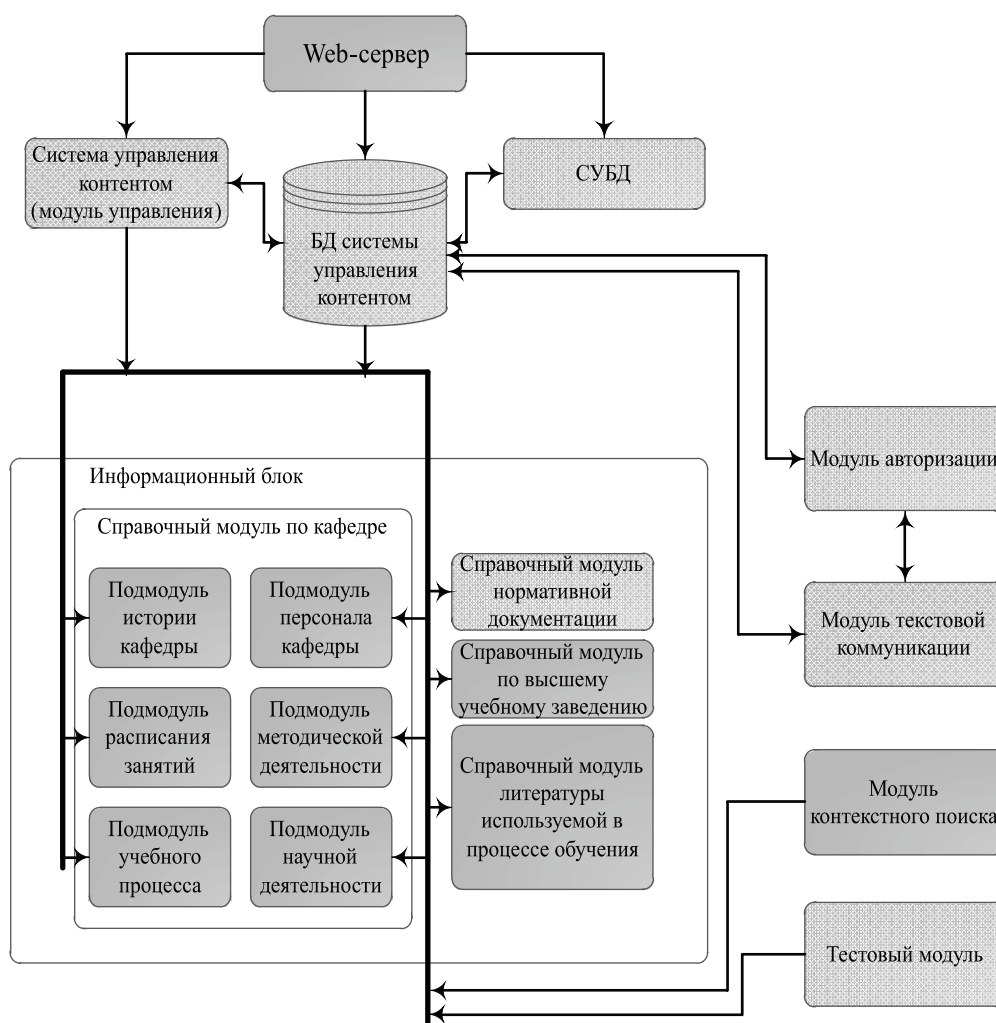 Web-сервер
Система управления
контентом
(модуль управления)
СУБД
БД системы
управления
контентом
Модуль авторизации
Информационный блок
Справочный модуль по кафедре
Подмодуль
истории
кафедры
Подмодуль
персонала
кафедры
Справочный модуль
нормативной
документации
Модуль текстовой
коммуникации
Справочный модуль
по высшему
учебному заведению
Подмодуль
расписания
занятий
Подмодуль
методической
деятельности
Справочный модуль
литературы
используемой в
процессе обучения
Модуль
контекстного поиска
Подмодуль
учебного
процесса
Подмодуль
научной
деятельности
Тестовый модуль